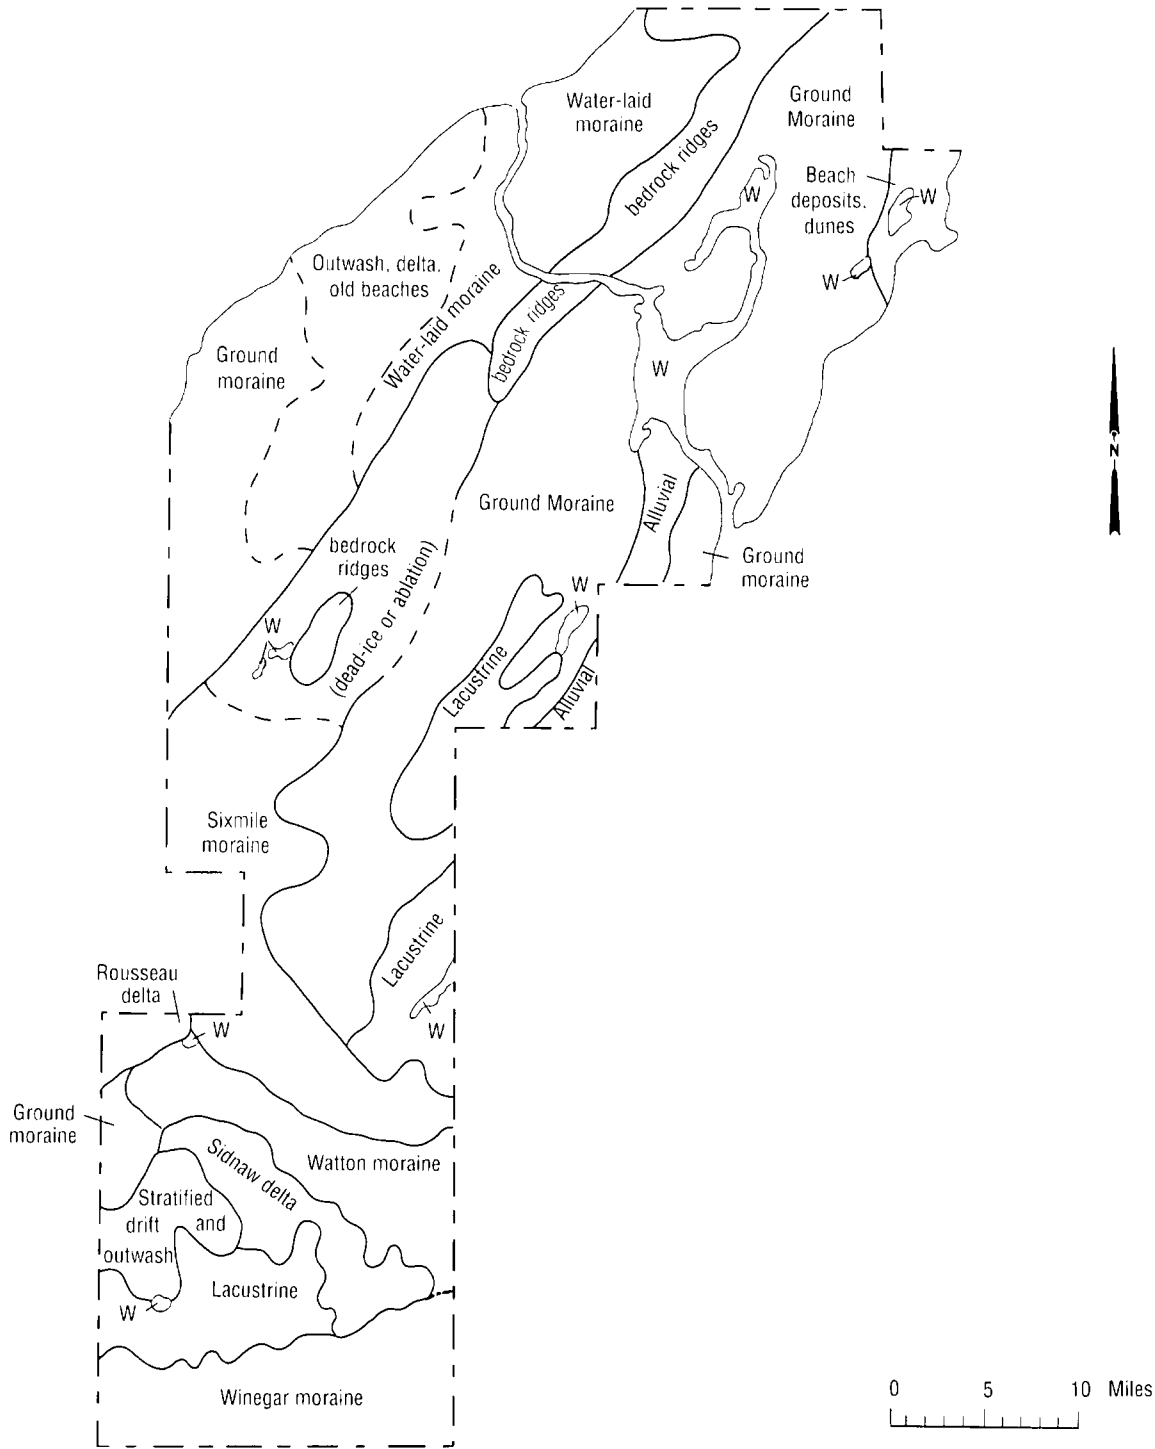 Water-laid
moraine
Ground
Moraine
bedrock ridges
W
Beach
deposits,
dunes
W
W
Outwash, delta,
old beaches
Water-laid moraine
bedrock ridges
Ground
moraine
W
N
Ground Moraine
Alluvial
Ground
moraine
bedrock
ridges
(dead-ice or ablation)
W
W
Lacustrine
Alluvial
Sixmile
moraine
Lacustrine
W
Rousseau
delta
W
Ground
moraine
Watton moraine
Sidnaw delta
Stratified
drift and
outwash
Lacustrine
W
Winegar moraine
0 5 10 Miles